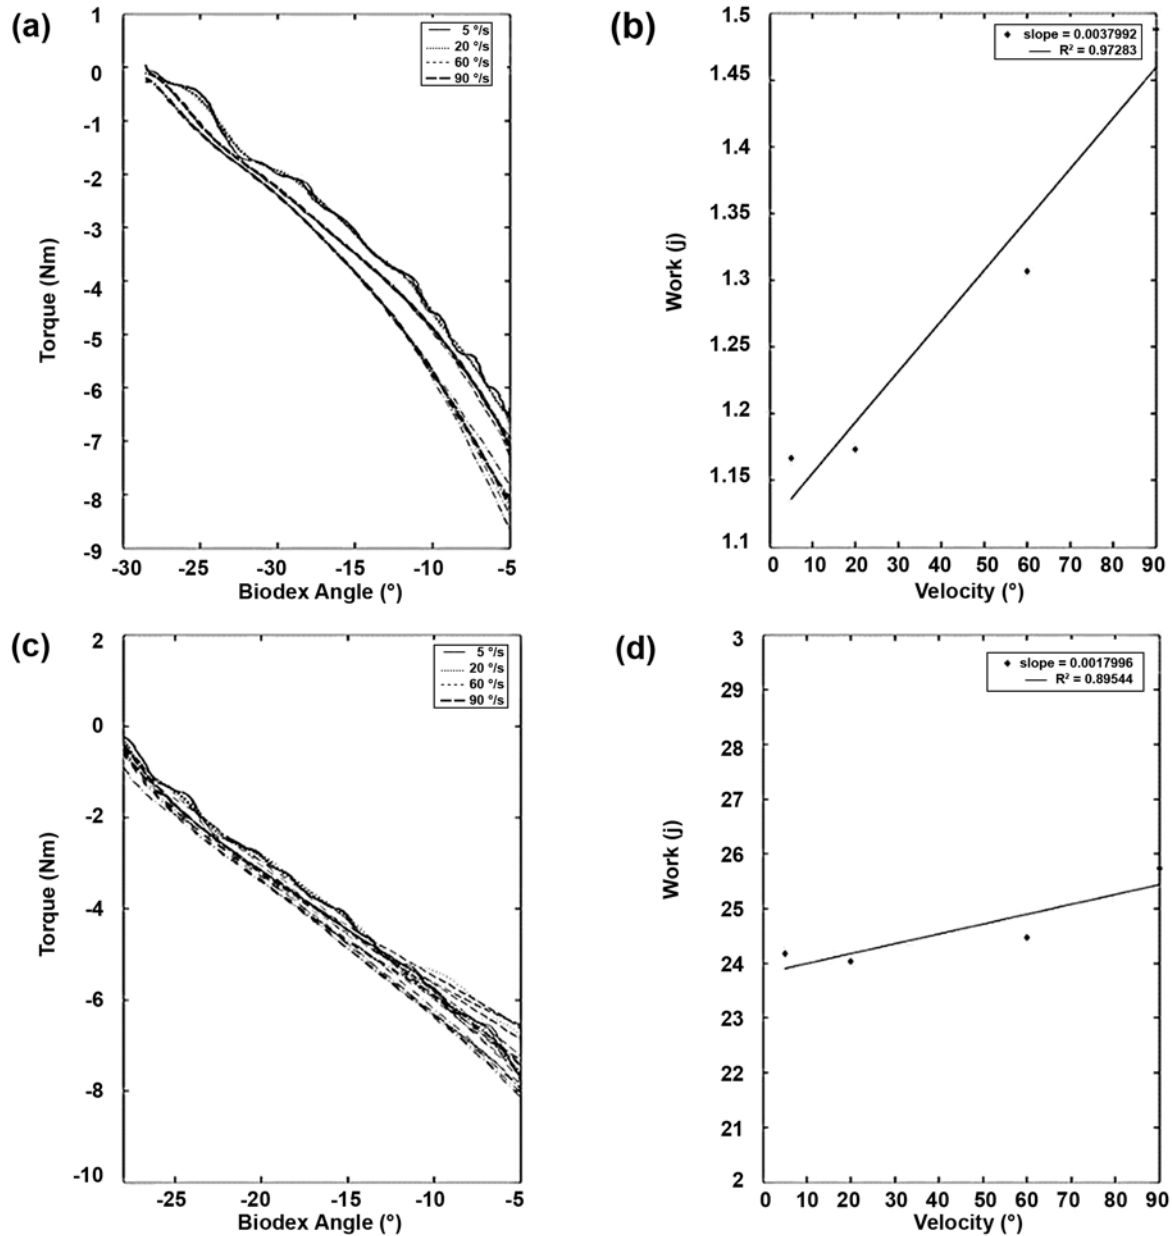 (a)
1
0
-1
-2
-3
-4
-5
-6
-7
-8
-9
Torque (Nm)
5 º/s
20 º/s
60 º/s
90 º/s
-30 -25 -20 -15 -10 -5
Biodex Angle (°)
(b)
1.5
1.45
1.4
1.35
1.3
1.25
1.2
1.15
1.1
Work (j)
slope = 0.0037992
R² = 0.97283
0 10 20 30 40 50 60 70 80 90
Velocity (°)
(c)
2
0
-2
-4
-6
-8
-10
Torque (Nm)
5 º/s
20 º/s
60 º/s
90 º/s
-25 -20 -15 -10 -5
Biodex Angle (°)
(d)
3
29
28
27
26
25
24
23
22
21
2
Work (j)
slope = 0.0017996
R² = 0.89544
0 10 20 30 40 50 60 70 80 90
Velocity (°)